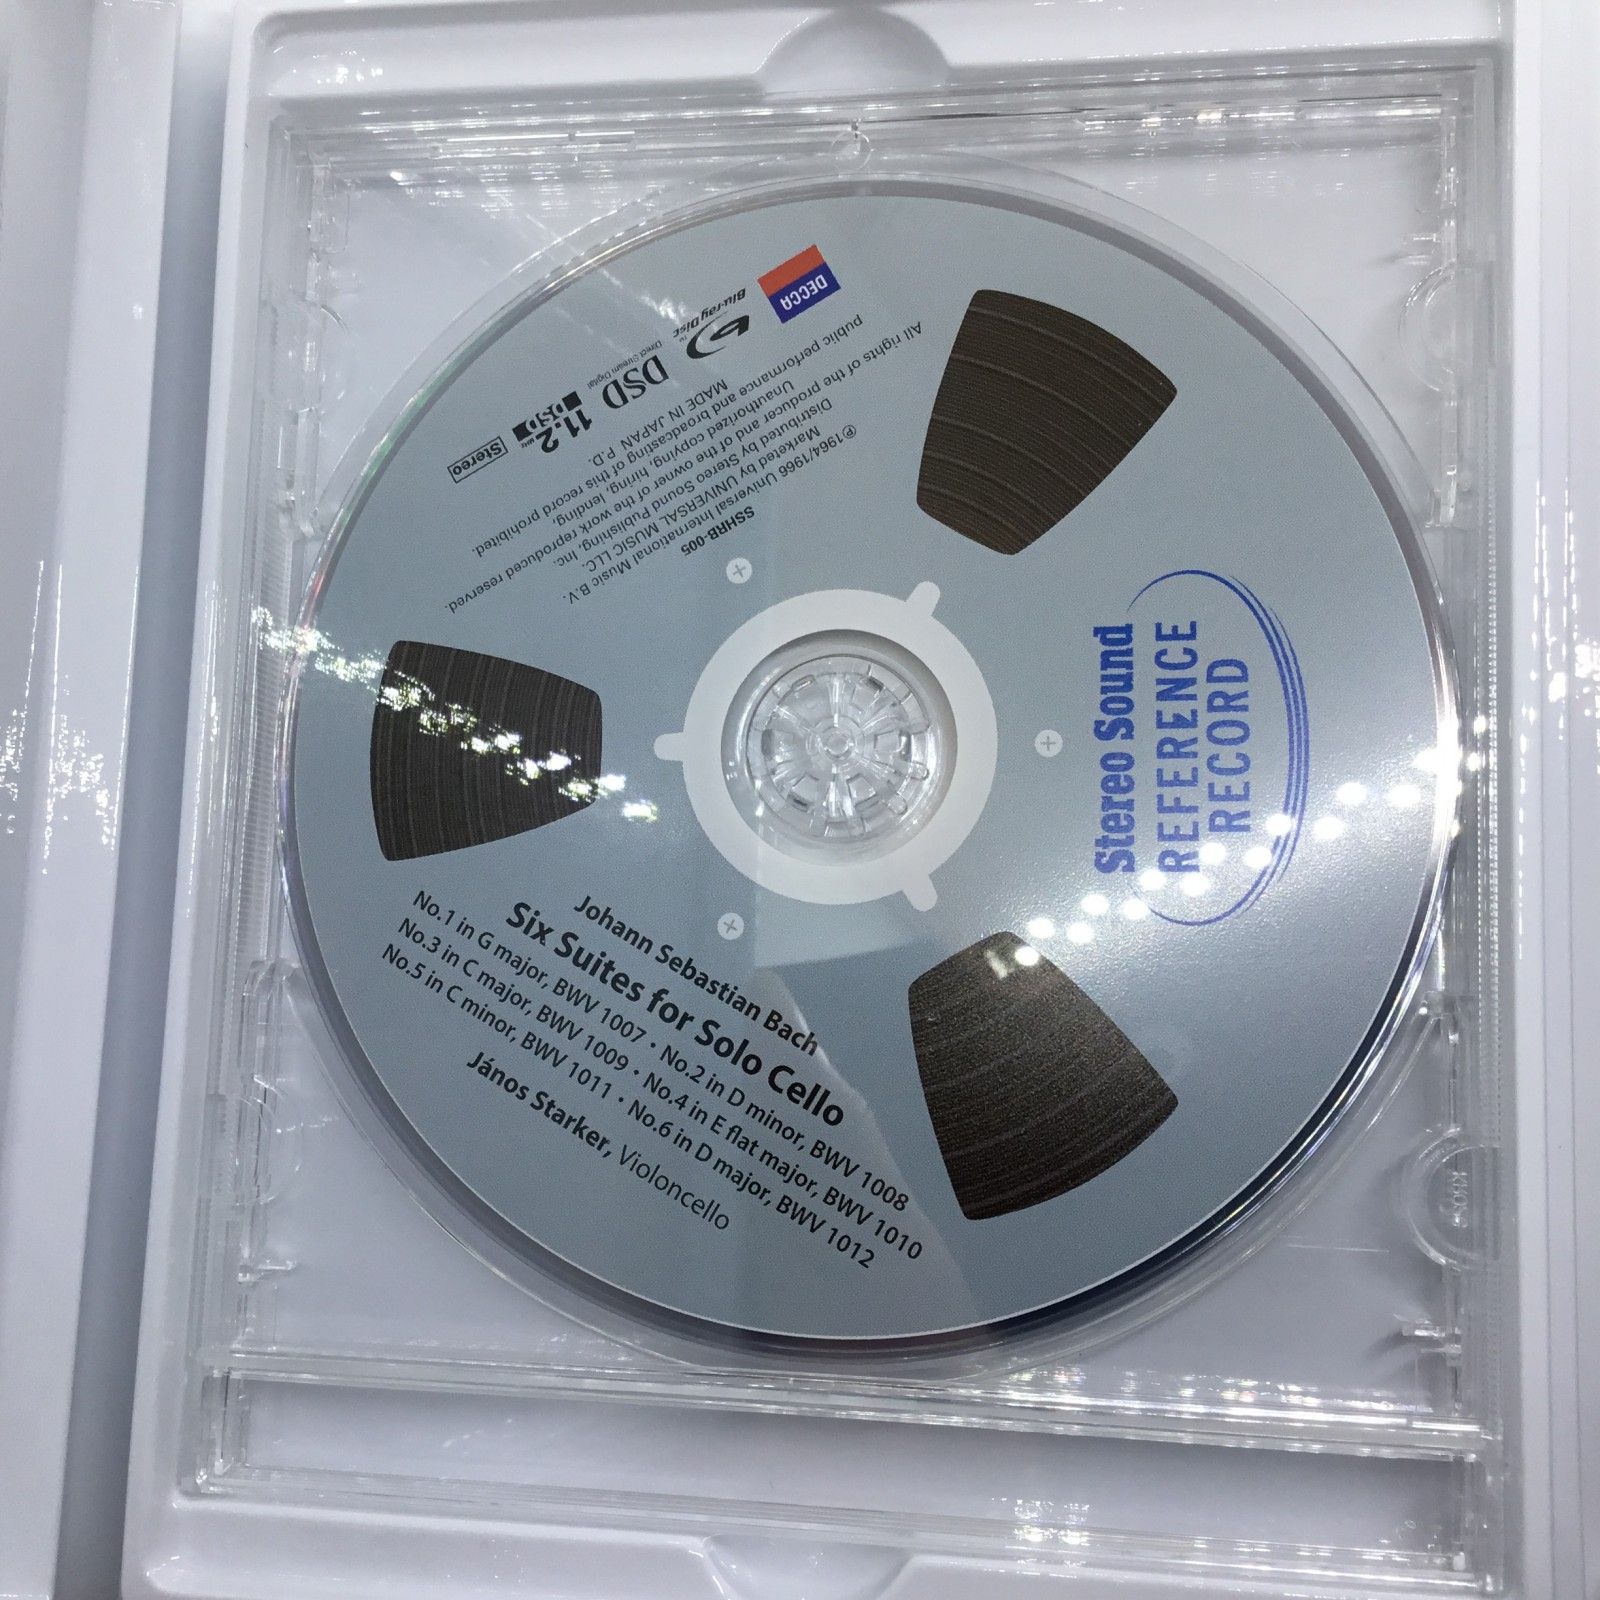 Stereo Sound
REFERENCE
RECORD
Johann Sebastian Bach
Six Suites for Solo Cello
No.1 in G major, BWV 1007 · No.2 in D minor, BWV 1008
No.3 in C major, BWV 1009 · No.4 in E flat major, BWV 1010
No.5 in C minor, BWV 1011 · No.6 in D major, BWV 1012
János Starker, Violoncello
SSHRB-005
℗1964/1966 Universal International Music B.V.
Marketed by UNIVERSAL MUSIC LLC.
Distributed by Stereo Sound Publishing, Inc.
All rights of the producer and of the owner of the work reproduced reserved.
Unauthorized copying, hiring, lending,
public performance and broadcasting of this record prohibited.
MADE IN JAPAN P.D.
DECCA
Blu-ray Disc
DSD
Direct Stream Digital
11.2 MHz
DSD
Stereo